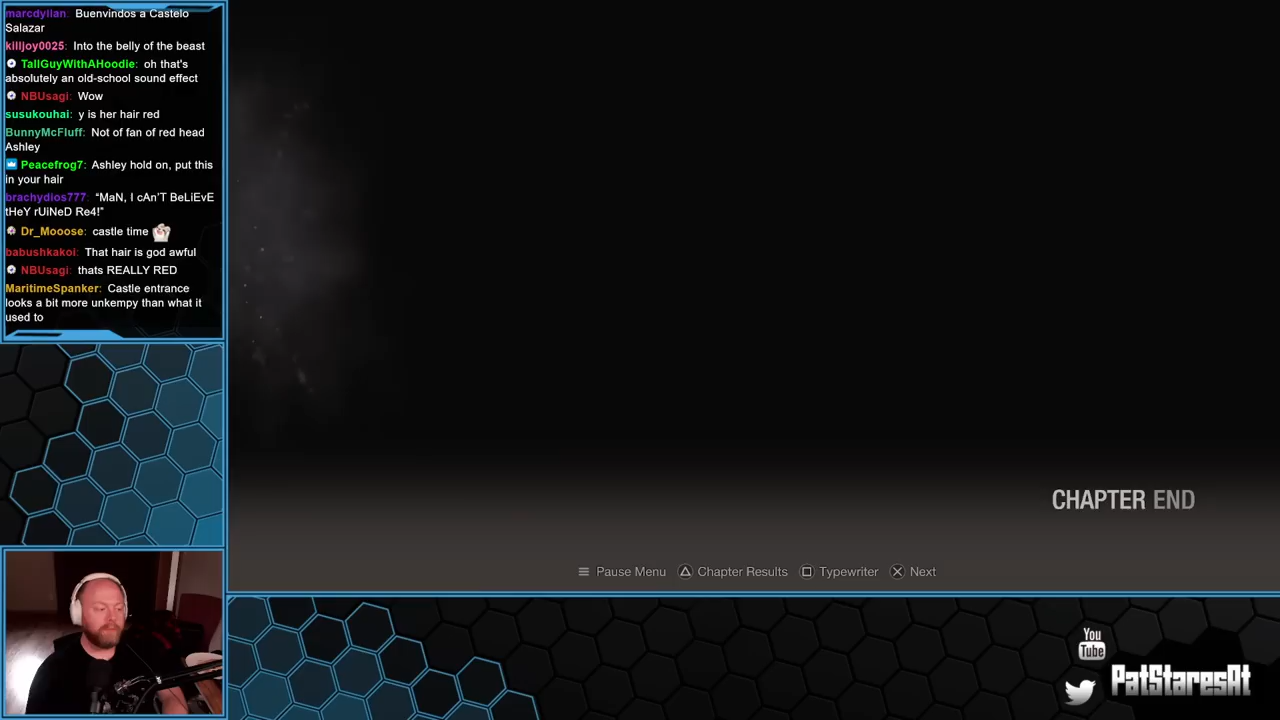 marcdyllan: Buenvindos a Castelo
Salazar
killjoy0025: Into the belly of the beast
TallGuyWithAHoodie: oh that's
absolutely an old-school sound effect
NBUsagi: Wow
susukouhai: y is her hair red
BunnyMcFluff: Not of fan of red head
Ashley
Peacefrog7: Ashley hold on, put this
in your hair
brachydios777: “MaN, I cAn'T BeLiEvE
tHeY rUiNeD Re4!”
Dr_Mooose: castle time
babushkakoi: That hair is god awful
NBUsagi: thats REALLY RED
MaritimeSpanker: Castle entrance
looks a bit more unkempy than what it
used to
CHAPTER END
Pause Menu Chapter Results Typewriter Next
You
Tube
PatStaresAt